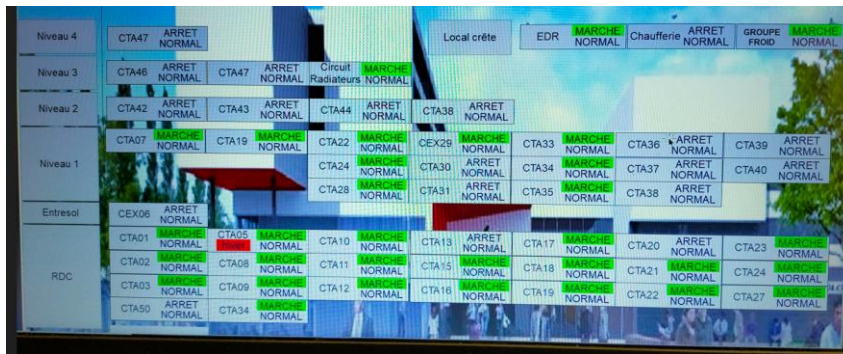 Niveau 4 CTA47 ARRET NORMAL Local crête EDR MARCHE NORMAL Chaufferie ARRET NORMAL GROUPE FROID MARCHE NORMAL
Niveau 3 CTA46 ARRET NORMAL CTA47 ARRET NORMAL Circuit Radiateurs MARCHE NORMAL
Niveau 2 CTA42 ARRET NORMAL CTA43 ARRET NORMAL CTA44 ARRET NORMAL CTA38 ARRET NORMAL
Niveau 1 CTA07 MARCHE NORMAL CTA19 MARCHE NORMAL CTA22 MARCHE NORMAL CEX29 MARCHE NORMAL CTA33 MARCHE NORMAL CTA36 ARRET NORMAL CTA39 ARRET NORMAL
CTA24 MARCHE NORMAL CTA30 ARRET NORMAL CTA34 MARCHE NORMAL CTA37 ARRET NORMAL CTA40 ARRET NORMAL
CTA28 MARCHE NORMAL CTA31 ARRET NORMAL CTA35 MARCHE NORMAL CTA38 ARRET NORMAL
Entresol CEX06 ARRET NORMAL
RDC CTA01 MARCHE NORMAL CTA05 Hiver MARCHE NORMAL CTA10 MARCHE NORMAL CTA13 ARRET NORMAL CTA17 MARCHE NORMAL CTA20 ARRET NORMAL CTA23 MARCHE NORMAL
CTA02 MARCHE NORMAL CTA08 MARCHE NORMAL CTA11 MARCHE NORMAL CTA15 MARCHE NORMAL CTA18 MARCHE NORMAL CTA21 MARCHE NORMAL CTA24 MARCHE NORMAL
CTA03 MARCHE NORMAL CTA09 MARCHE NORMAL CTA12 MARCHE NORMAL CTA16 MARCHE NORMAL CTA19 MARCHE NORMAL CTA22 MARCHE NORMAL CTA27 MARCHE NORMAL
CTA50 ARRET NORMAL CTA34 MARCHE NORMAL